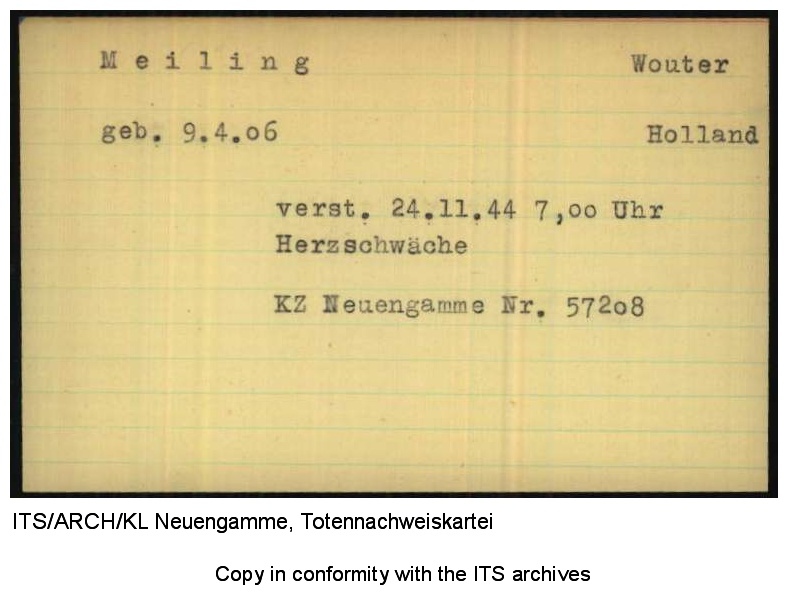 M e i l i n g Wouter
geb. 9.4.o6 Holland
verst. 24.11.44 7,oo Uhr
Herzschwäche
KZ Neuengamme Nr. 572o8
ITS/ARCH/KL Neuengamme, Totennachweiskartei
Copy in conformity with the ITS archives